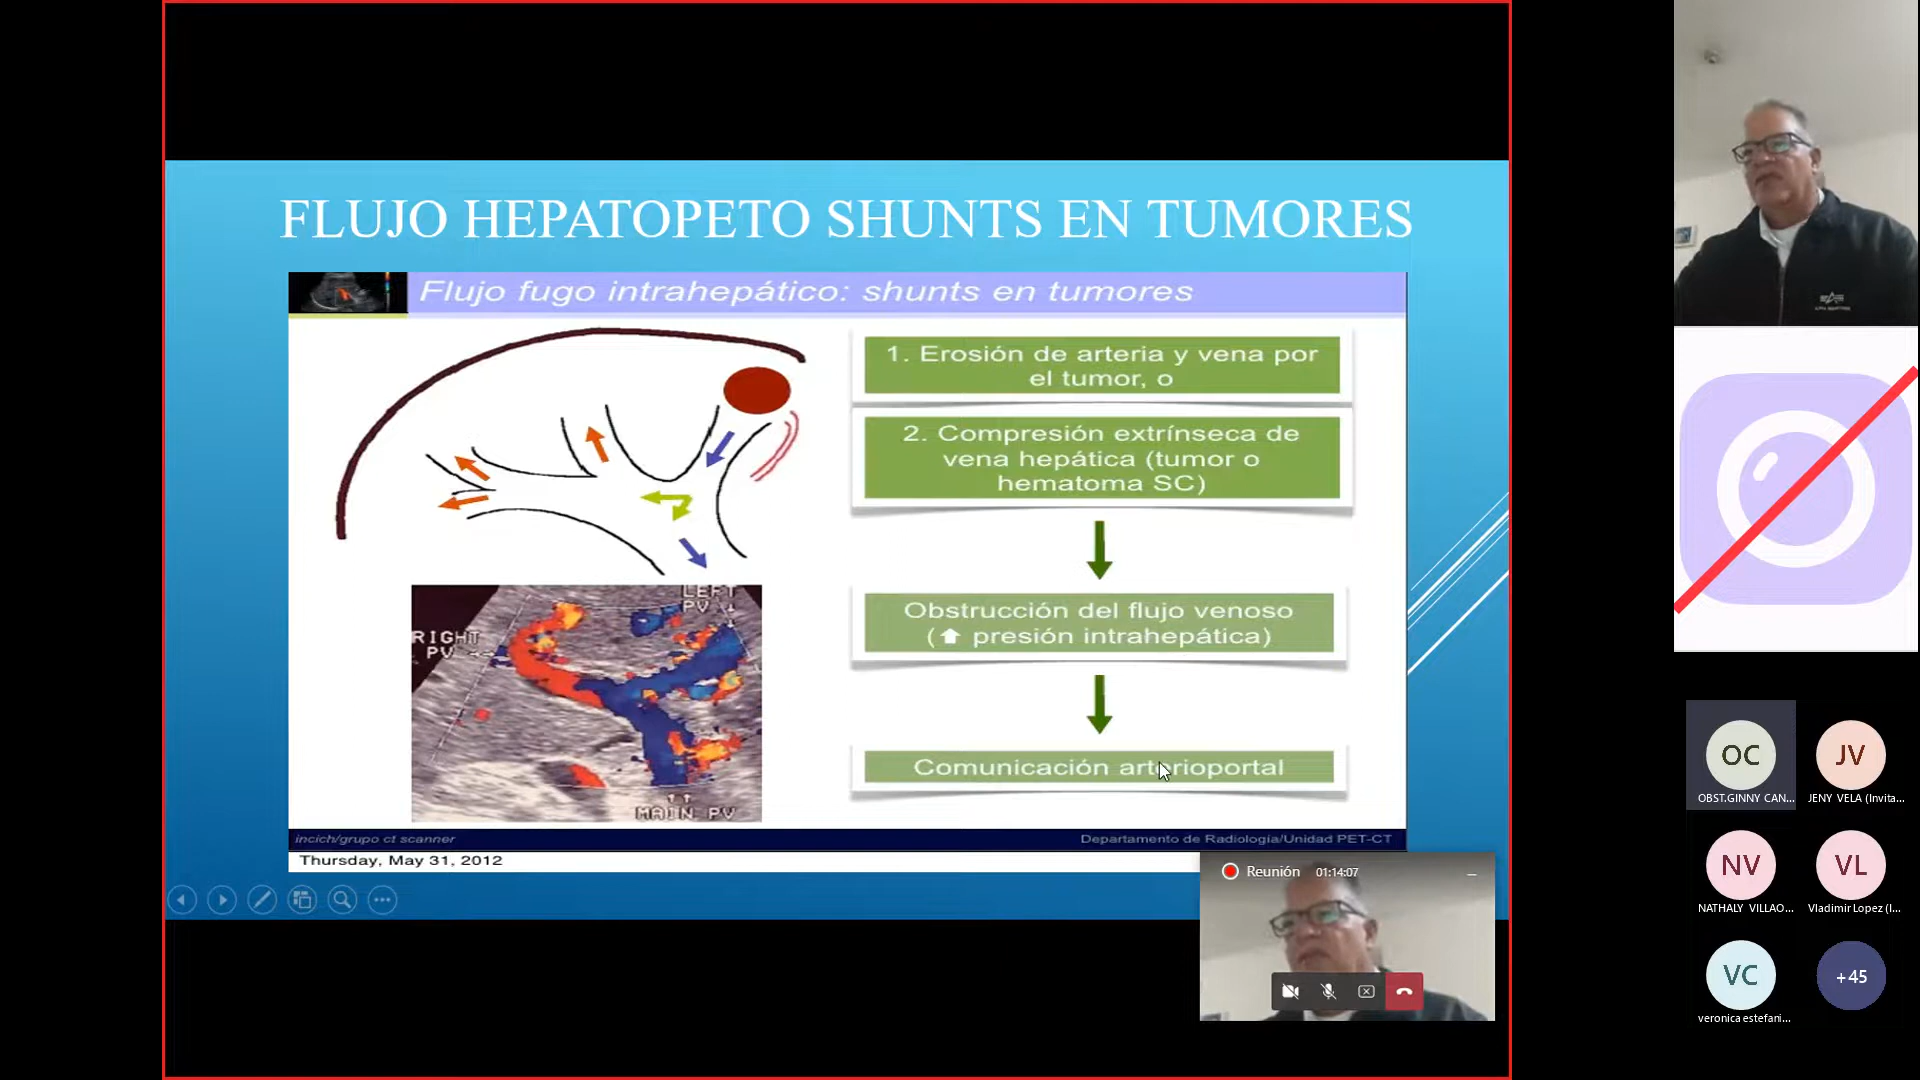 FLUJO HEPATOPETO SHUNTS EN TUMORES
Flujo fugo intrahepático: shunts en tumores
1. Erosión de arteria y vena por
el tumor, o
2. Compresión extrínseca de
vena hepática (tumor o
hematoma SC)
Obstrucción del flujo venoso
(⬆ presión intrahepática)
Comunicación arterioportal
LEFT
PV
RIGHT
PV
MAIN PV
incich/grupo ct scanner
Departamento de Radiología/Unidad PET-CT
Thursday, May 31, 2012
Reunión 01:14:07
OC
OBST.GINNY CAN...
JV
JENY VELA (Invita...
NV
NATHALY VILLAO...
VL
Vladimir Lopez (I...
VC
veronica estefani...
+45